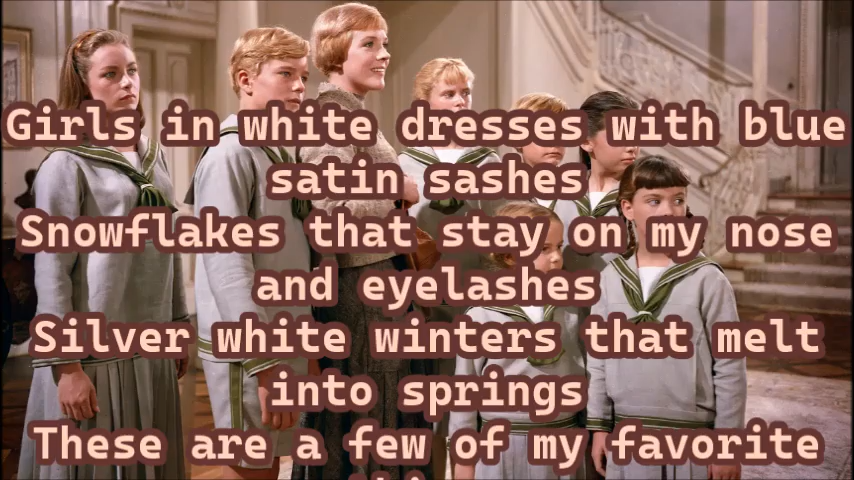 Girls in white dresses with blue
satin sashes
Snowflakes that stay on my nose
and eyelashes
Silver white winters that melt
into springs
These are a few of my favorite